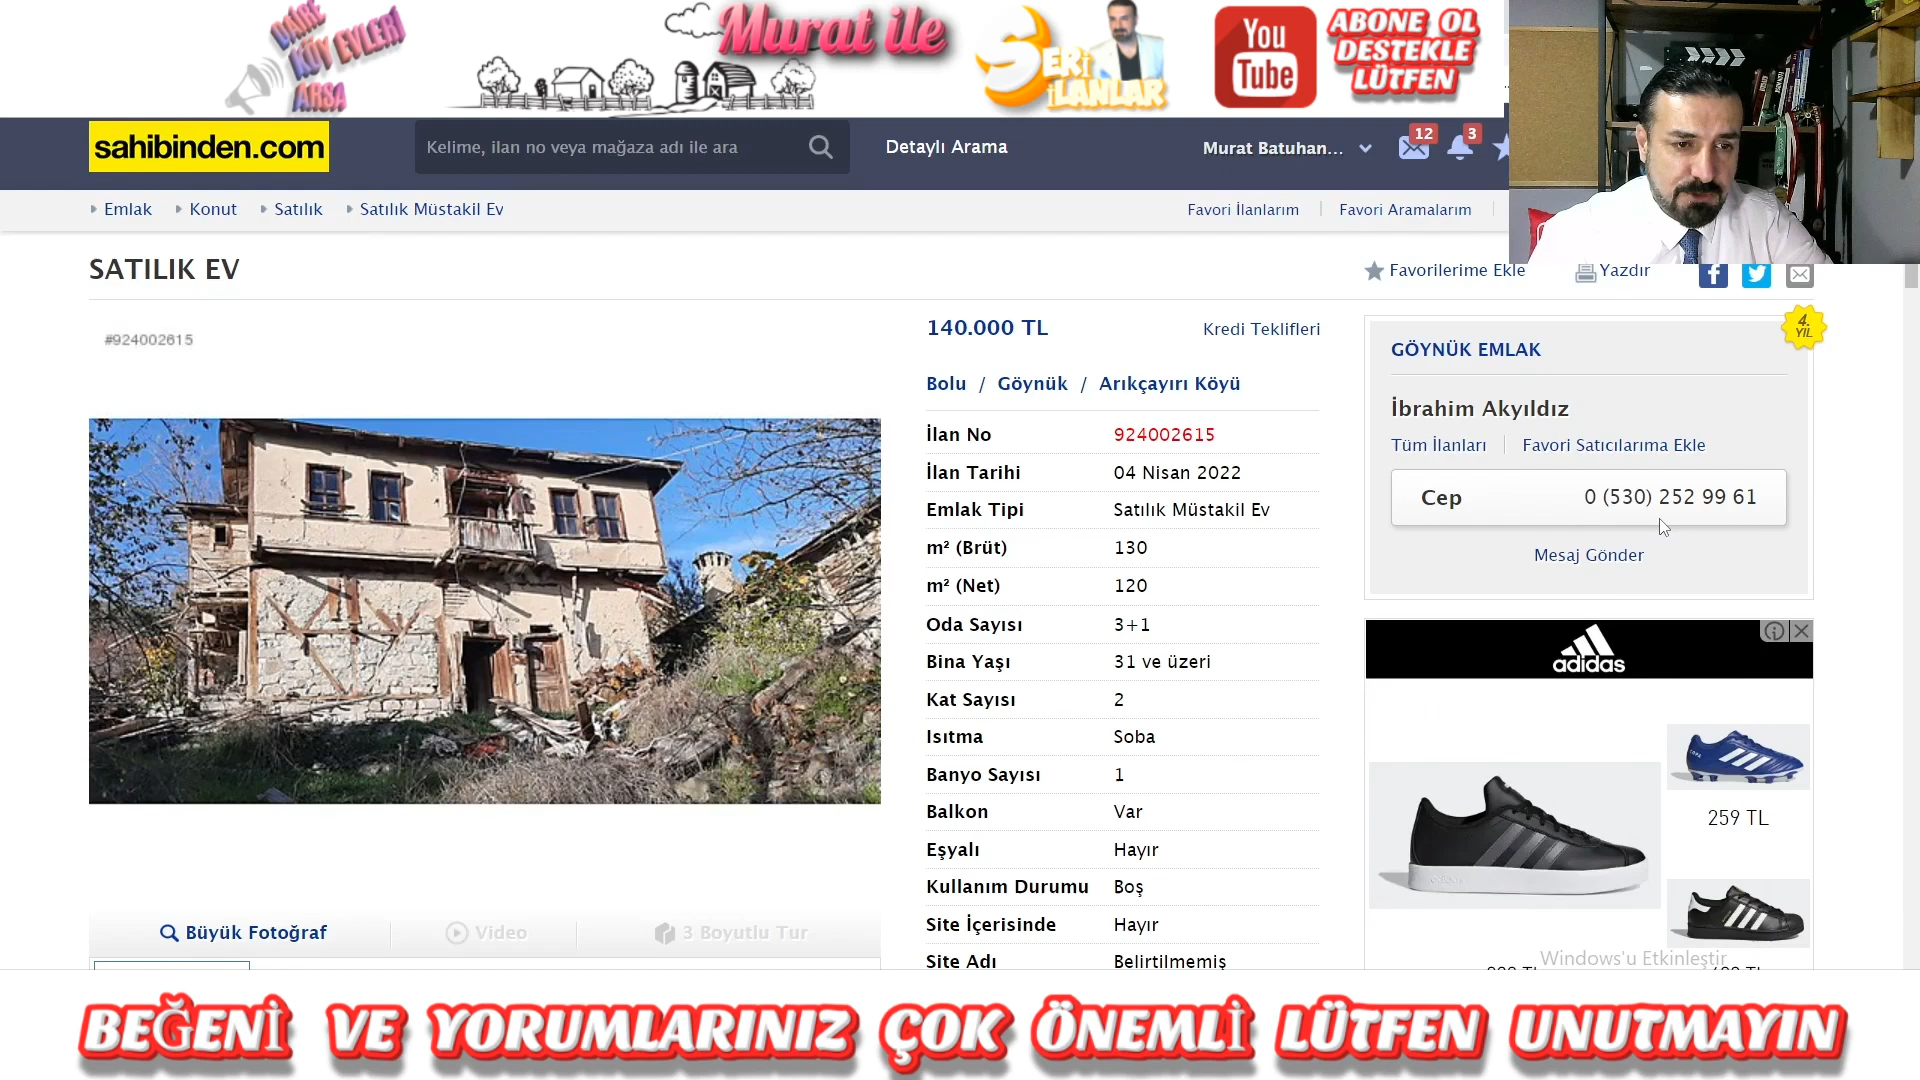 DAİRE
KÖY EVLERİ
ARSA
Murat ile
SERİ
İLANLAR
You
Tube
ABONE OL
DESTEKLE
LÜTFEN
sahibinden.com
Kelime, ilan no veya mağaza adı ile ara
Detaylı Arama
Murat Batuhan...
12
3
Emlak
Konut
Satılık
Satılık Müstakil Ev
Favori İlanlarım
Favori Aramalarım
SATILIK EV
Favorilerime Ekle
Yazdır
#924002615
140.000 TL
Kredi Teklifleri
Bolu / Göynük / Arıkçayırı Köyü
İlan No 924002615
İlan Tarihi 04 Nisan 2022
Emlak Tipi Satılık Müstakil Ev
m² (Brüt) 130
m² (Net) 120
Oda Sayısı 3+1
Bina Yaşı 31 ve üzeri
Kat Sayısı 2
Isıtma Soba
Banyo Sayısı 1
Balkon Var
Eşyalı Hayır
Kullanım Durumu Boş
Site İçerisinde Hayır
Site Adı Belirtilmemiş
4.
YIL
GÖYNÜK EMLAK
İbrahim Akyıldız
Tüm İlanları
Favori Satıcılarıma Ekle
Cep 0 (530) 252 99 61
Mesaj Gönder
adidas
259 TL
Windows'u Etkinleştir
Büyük Fotoğraf
Video
3 Boyutlu Tur
BEĞENİ VE YORUMLARINIZ ÇOK ÖNEMLİ LÜTFEN UNUTMAYIN